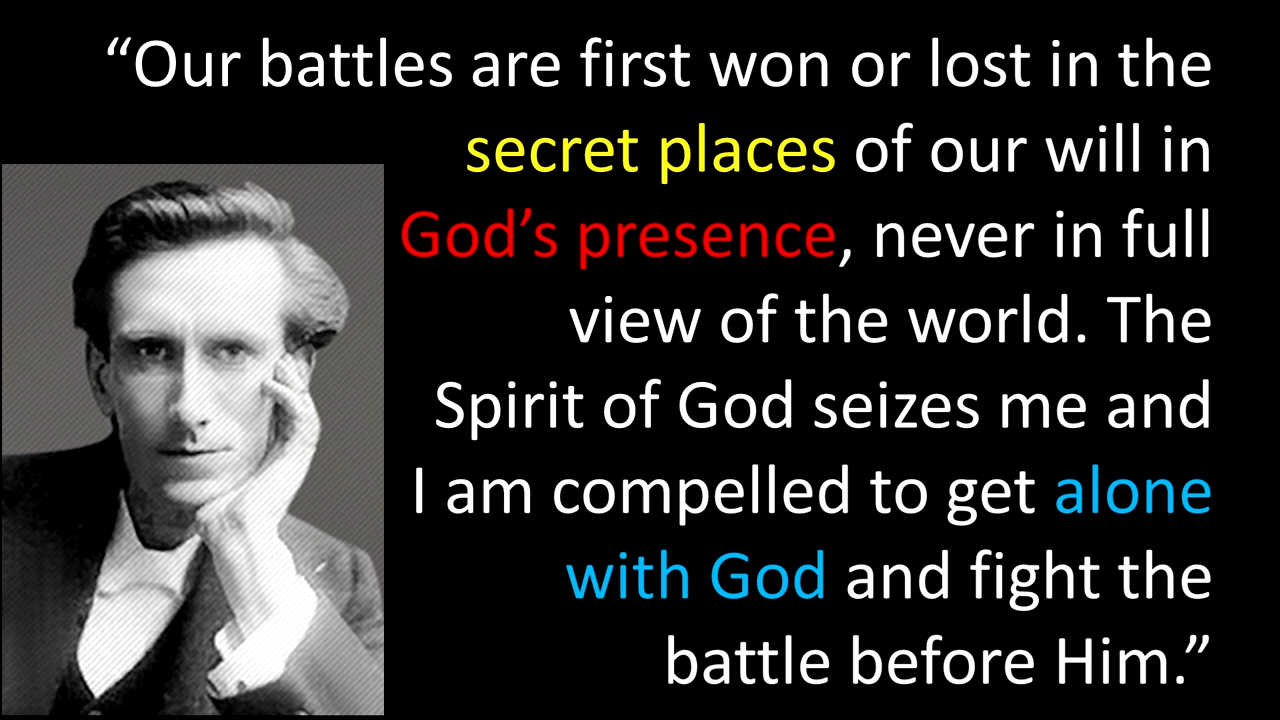 “Our battles are first won or lost in the
secret places of our will in
God’s presence, never in full
view of the world. The
Spirit of God seizes me and
I am compelled to get alone
with God and fight the
battle before Him.”